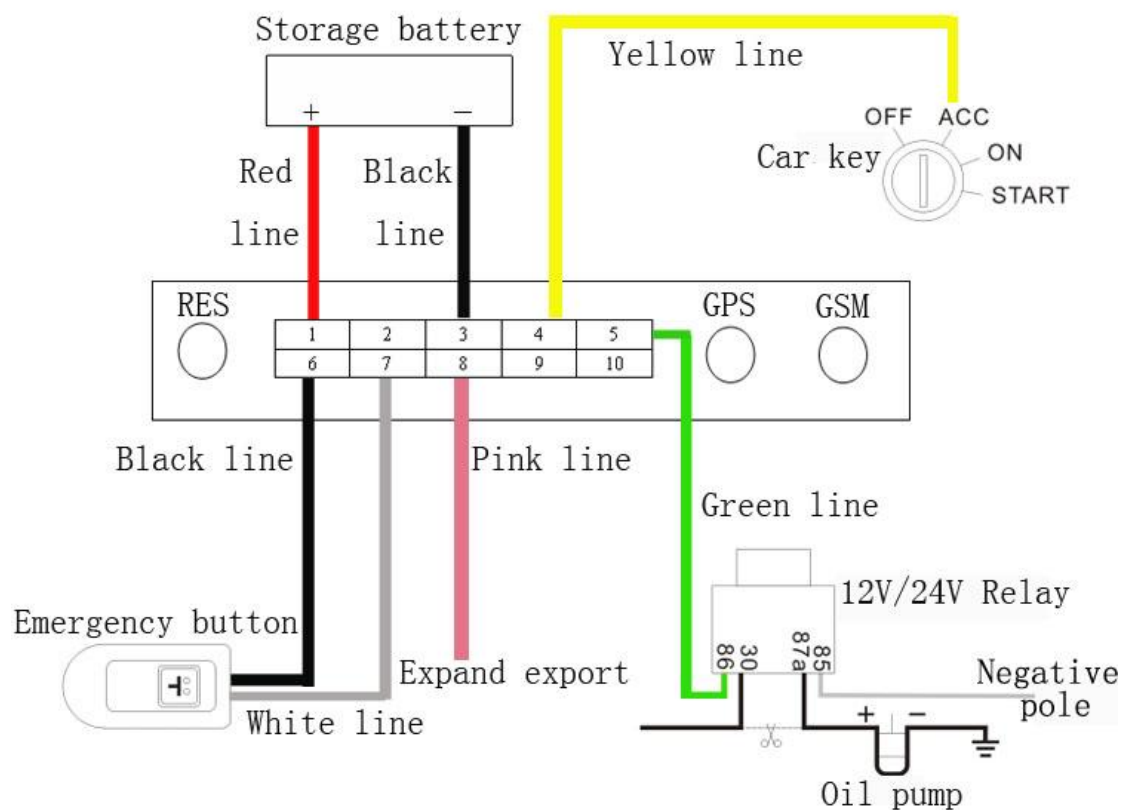 Storage battery
+ −
Yellow line
OFF ACC
Car key
ON
START
Red
line
Black
line
RES
GPS
GSM
1 2 3 4 5
6 7 8 9 10
Black line
Pink line
Green line
12V/24V Relay
86 30 87a 85
Emergency button
Expand export
White line
Negative
pole
+ −
Oil pump